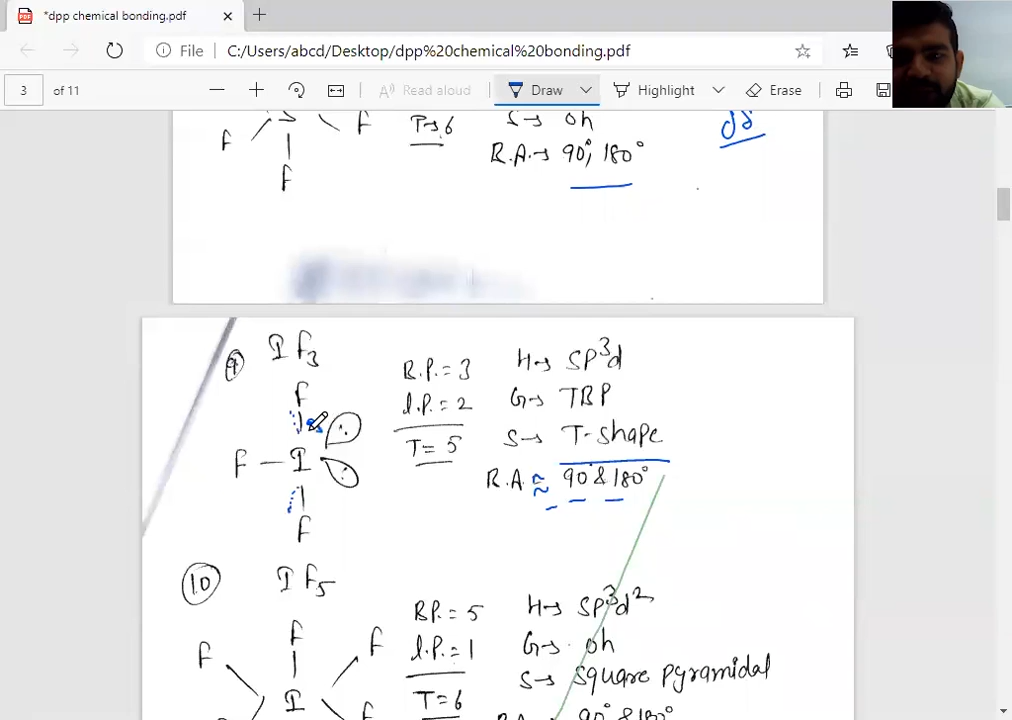 *dpp chemical bonding.pdf
File C:/Users/abcd/Desktop/dpp%20chemical%20bonding.pdf
3 of 11 Read aloud Draw Highlight Erase
F F T→6 S→ Oh
F R.A.→ 90°, 180°
9 IF3
B.P. = 3 H→ SP3d
F l.P. = 2 G→ TBP
T = 5 S→ T-shape
F — I R.A. ≈ 90° & 180°
F
10 IF5
B.P. = 5 H→ SP3d2
F F F l.P. = 1 G→ Oh
S→ square pyramidal
I T = 6
F 90° & 180°